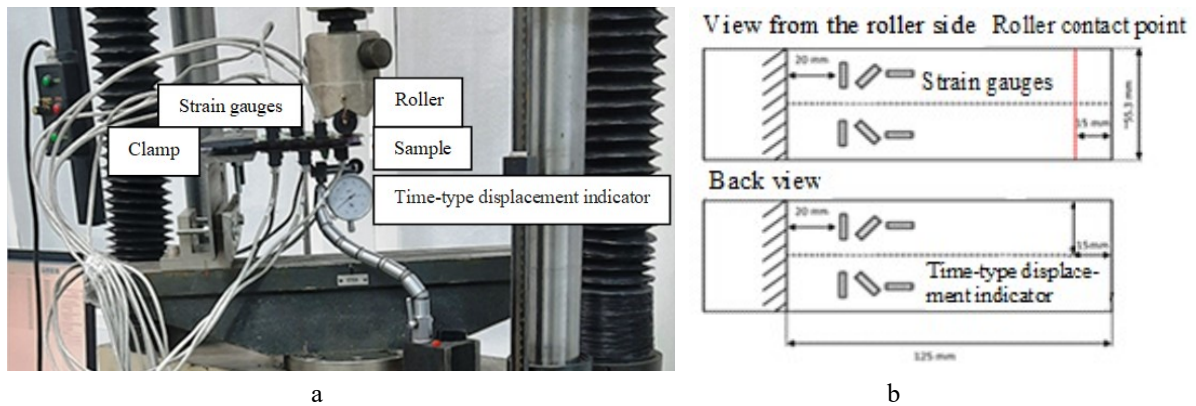 Strain gauges
Roller
Clamp
Sample
Time-type displacement indicator
View from the roller side Roller contact point
20 mm
Strain gauges
~55.3 mm
15 mm
Back view
20 mm
15mm
Time-type displace-
ment indicator
125 mm
a
b